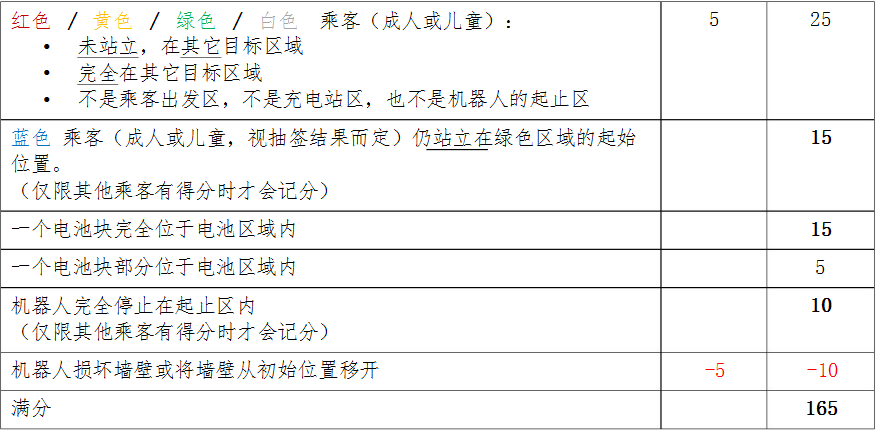 红色 / 黄色 / 绿色 / 白色 乘客（成人或儿童）： 5 25
• 未站立，在其它目标区域
• 完全在其它目标区域
• 不是乘客出发区，不是充电站区，也不是机器人的起止区
蓝色 乘客（成人或儿童，视抽签结果而定）仍站立在绿色区域的起始 15
位置。
（仅限其他乘客有得分时才会记分）
一个电池块完全位于电池区域内 15
一个电池块部分位于电池区域内 5
机器人完全停止在起止区内 10
（仅限其他乘客有得分时才会记分）
机器人损坏墙壁或将墙壁从初始位置移开 -5 -10
满分 165